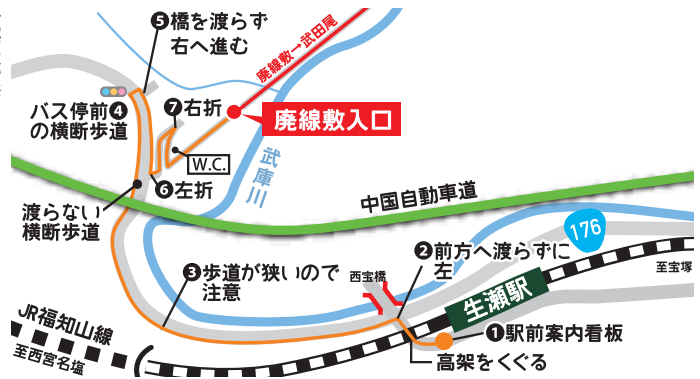 ❺橋を渡らず
右へ進む
廃線敷→武田尾
バス停前❹
の横断歩道
❼右折
廃線敷入口
W.C.
武庫川
❻左折
渡らない
横断歩道
中国自動車道
176
❷前方へ渡らずに
左
❸歩道が狭いので
注意
西宝橋
至宝塚
生瀬駅
JR福知山線
至西宮名塩
❶駅前案内看板
高架をくぐる